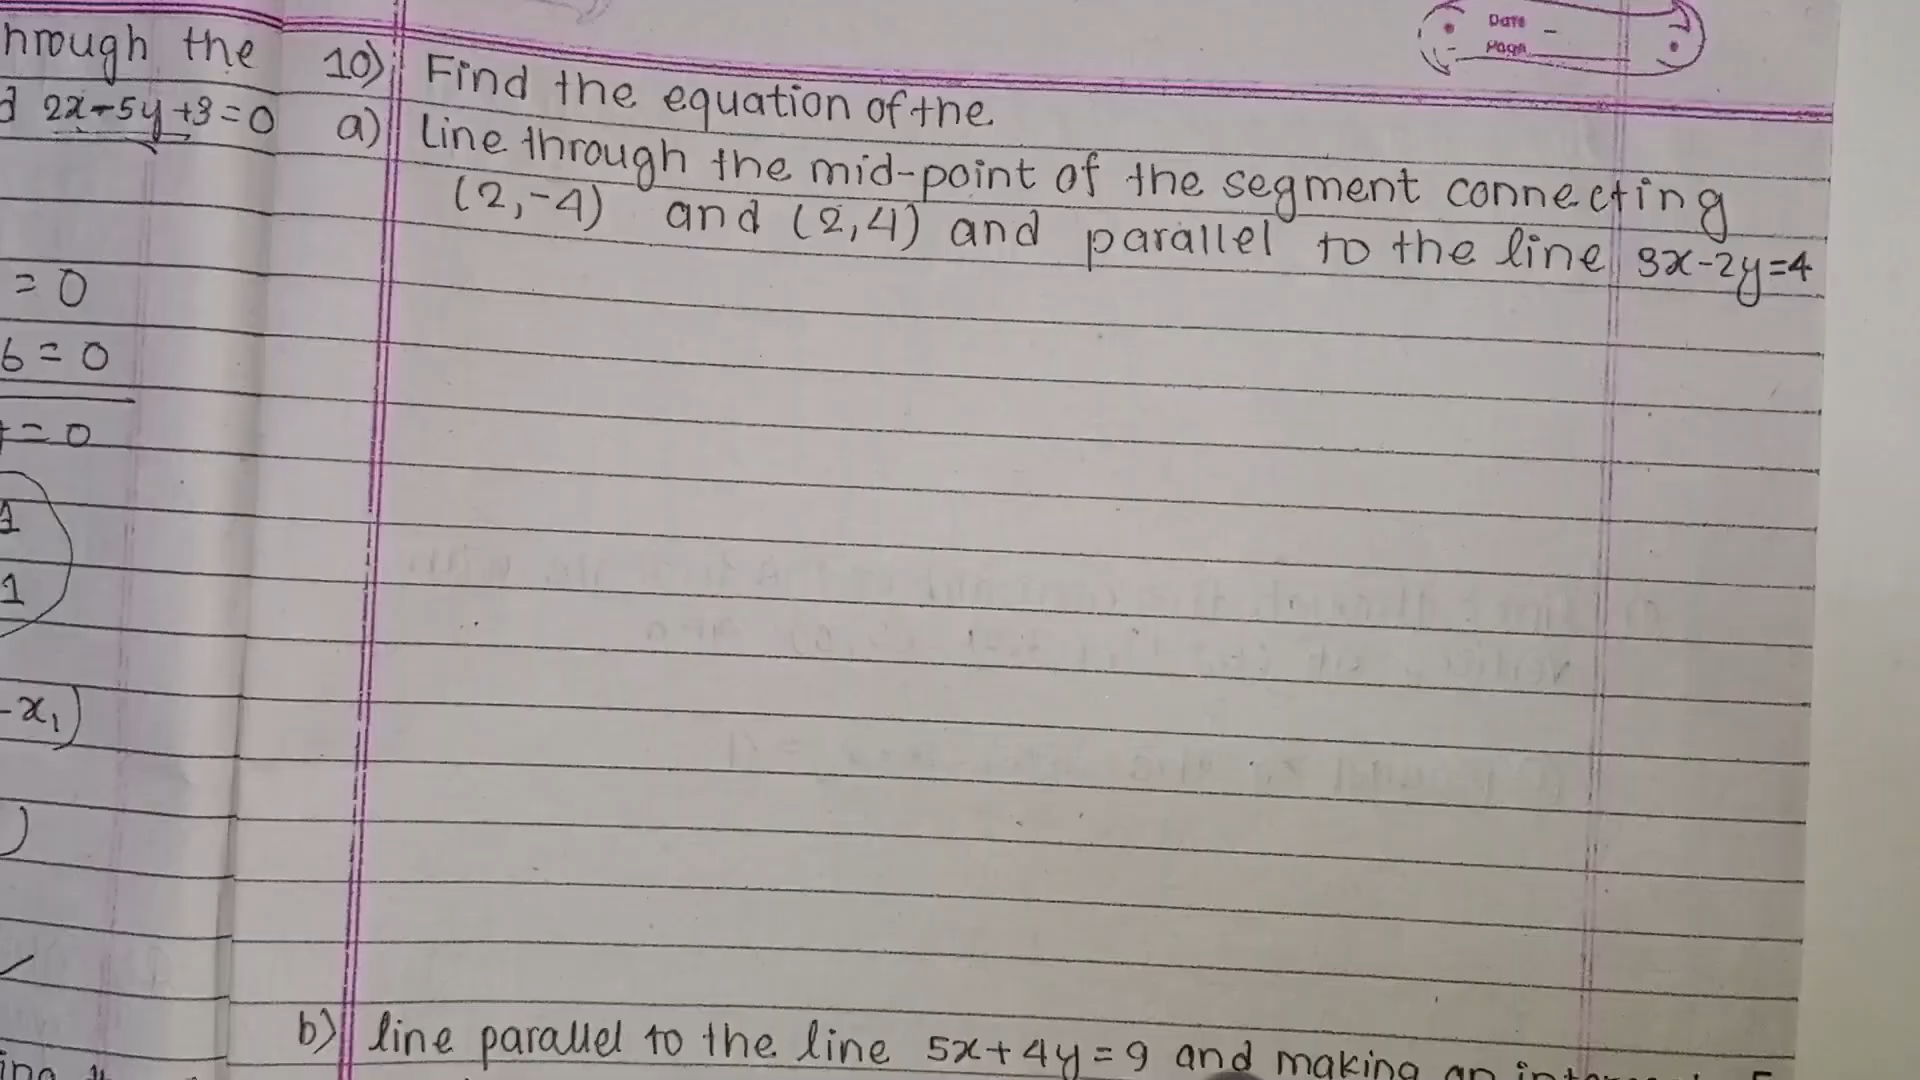 hrough the
2x-5y+3=0
=0
6=0
=0
1
1
-x₁)
)
Date
Page
10) Find the equation of the
a) Line through the mid-point of the segment connecting
(2,-4) and (2,4) and parallel to the line 3x-2y=4
b) line parallel to the line 5x+4y=9 and making an